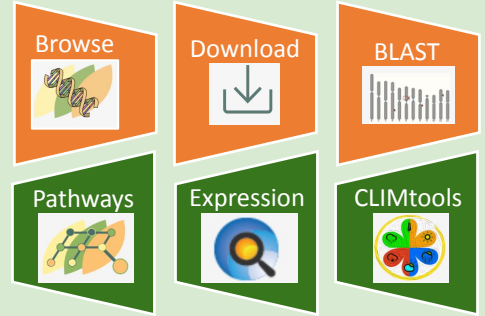 Browse
Download
BLAST
Pathways
Expression
CLIMtools